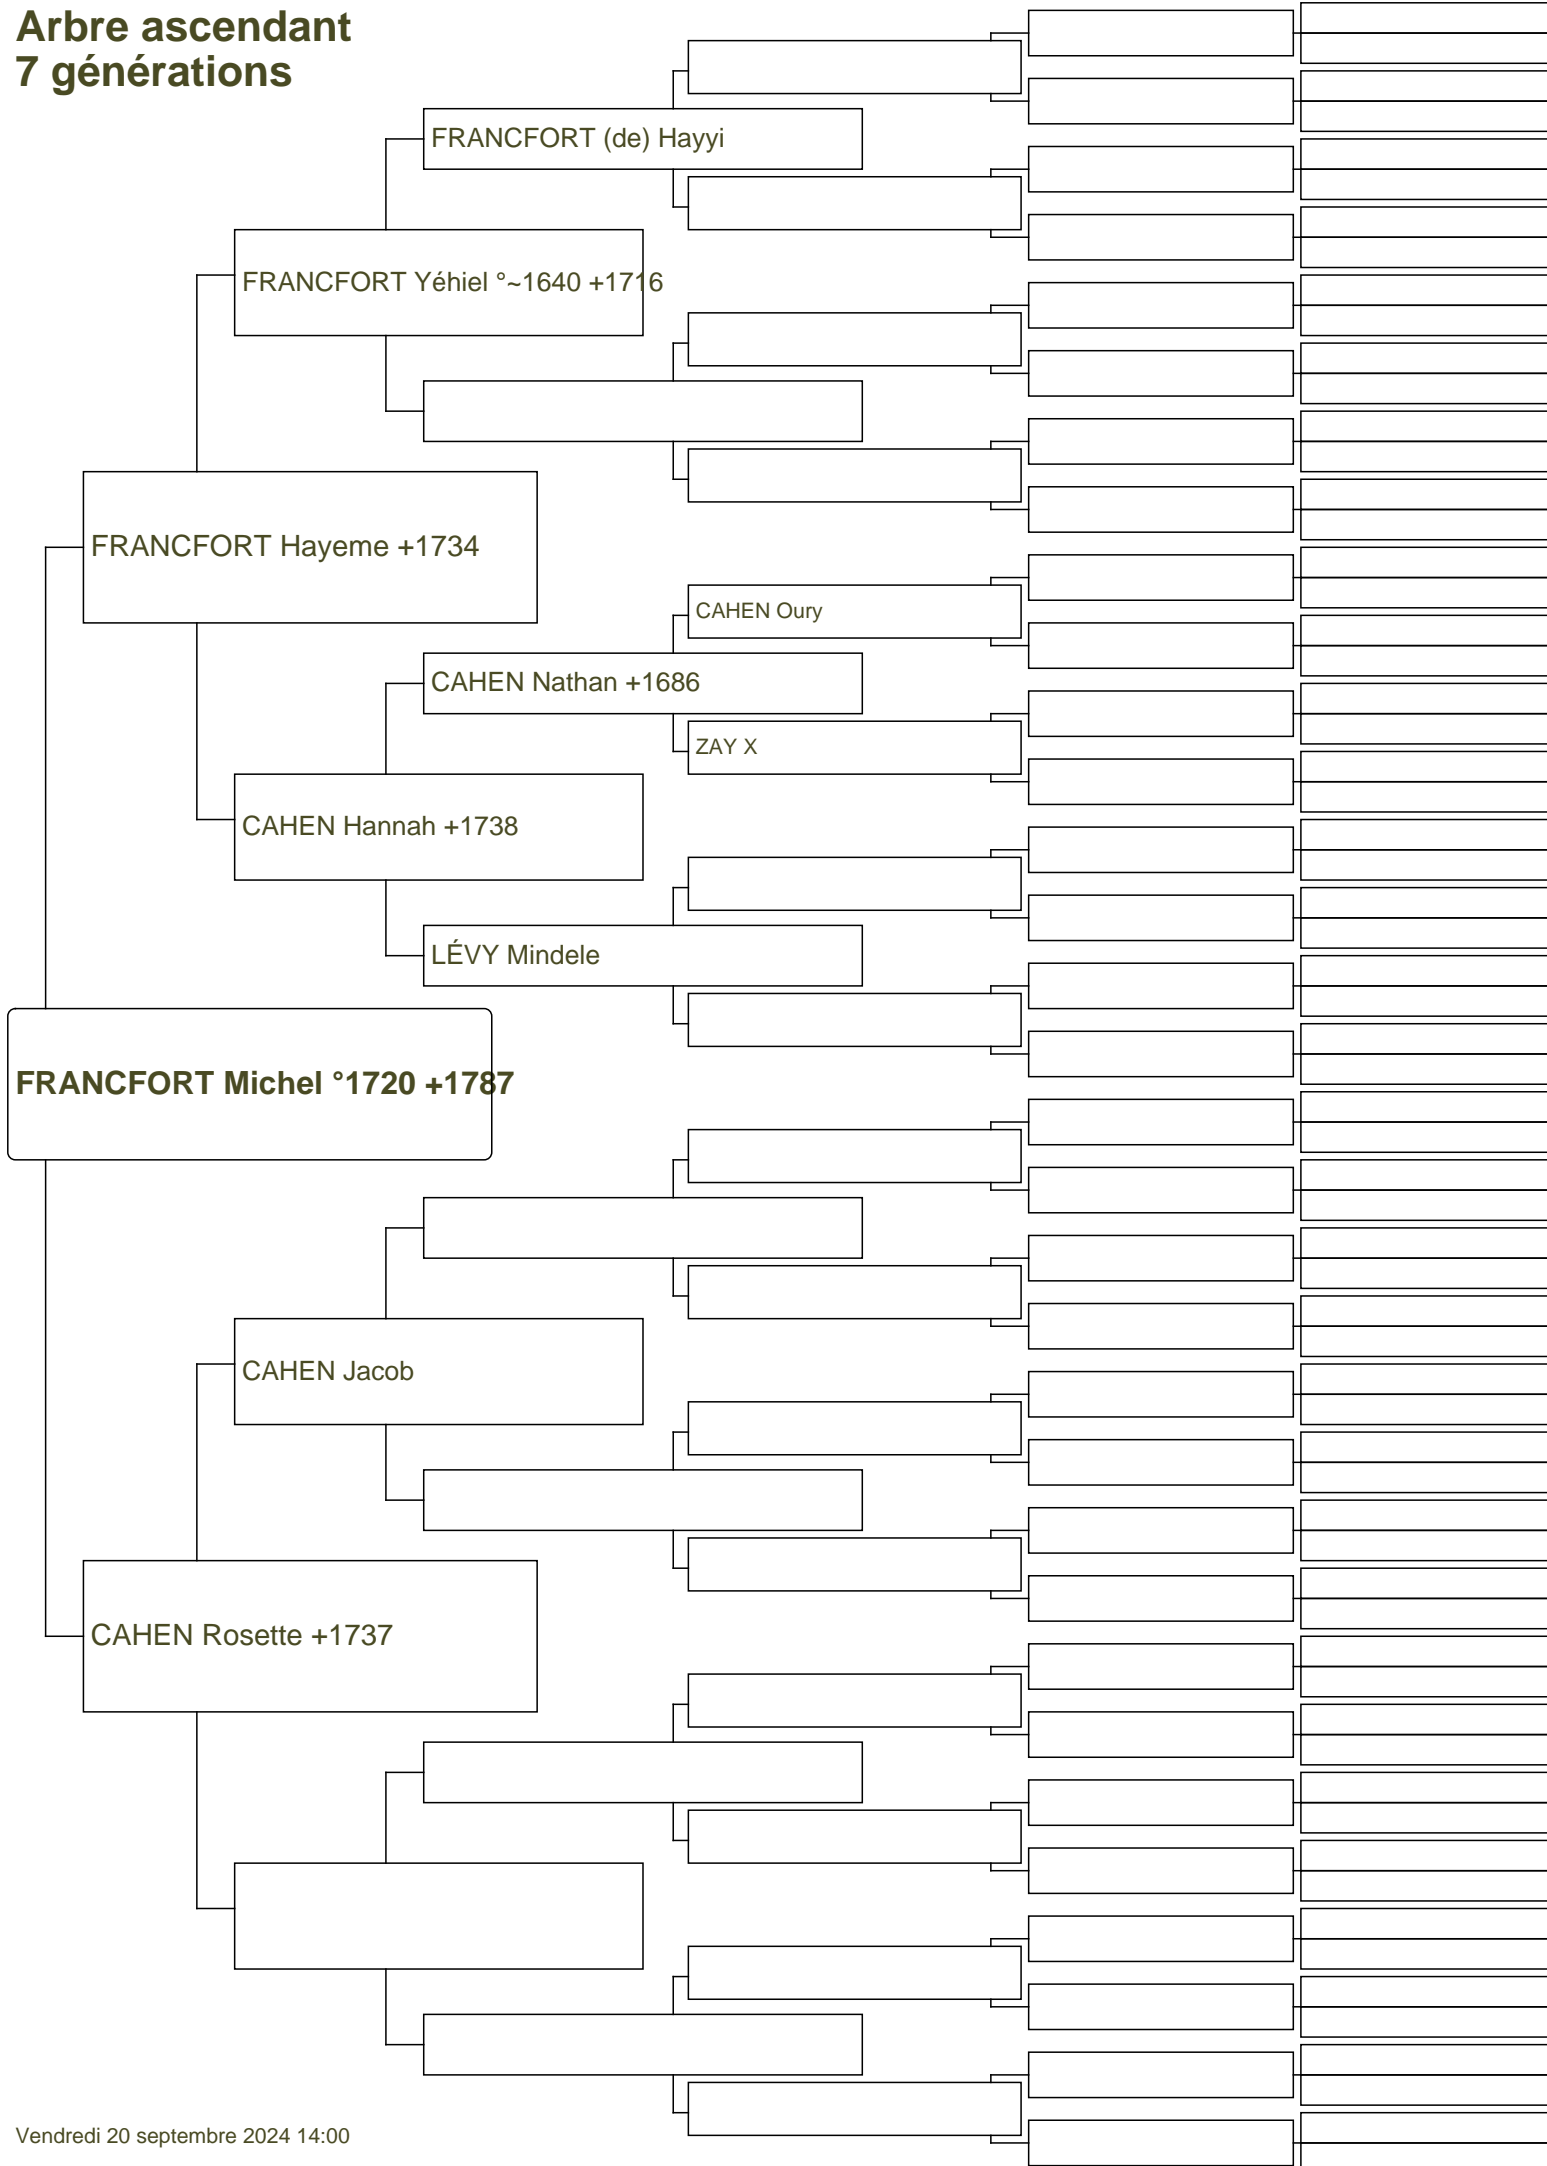 Arbre ascendant
7 générations
FRANCFORT (de) Hayyi
FRANCFORT Yéhiel °~1640 +1716
FRANCFORT Hayeme +1734
CAHEN Oury
CAHEN Nathan +1686
ZAY X
CAHEN Hannah +1738
LÉVY Mindele
FRANCFORT Michel °1720 +1787
CAHEN Jacob
CAHEN Rosette +1737
Vendredi 20 septembre 2024 14:00